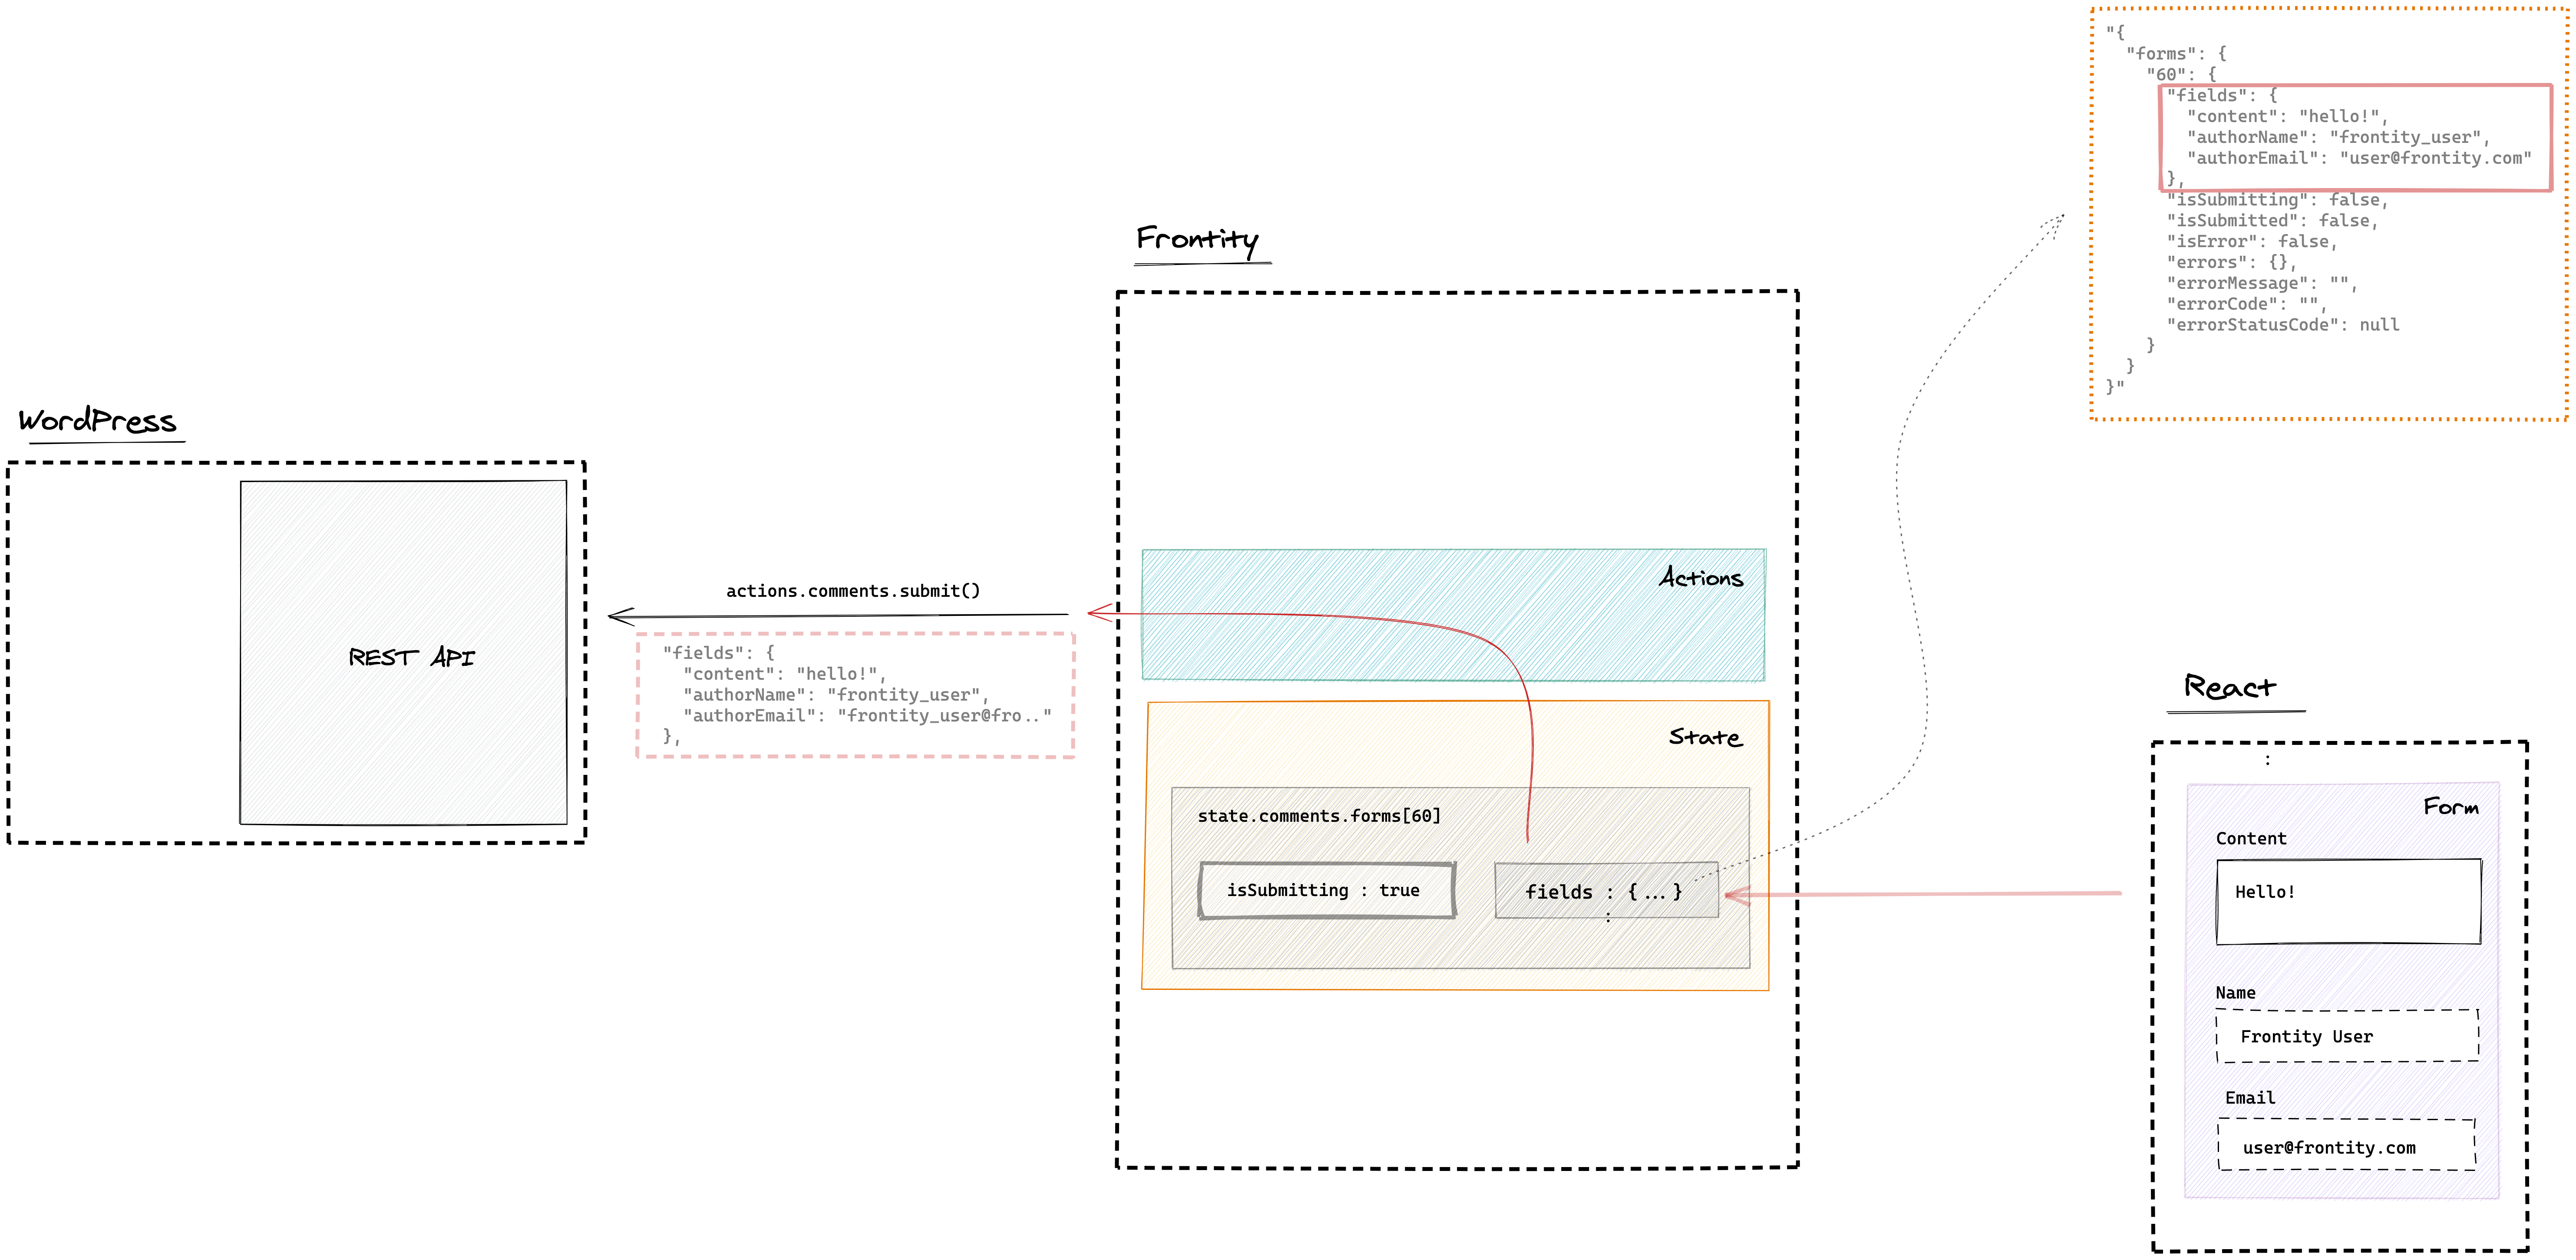 WordPress
REST API
actions.comments.submit()
"fields": {
"content": "hello!",
"authorName": "frontity_user",
"authorEmail": "frontity_user@fro.."
},
Frontity
Actions
State
state.comments.forms[60]
isSubmitting : true
fields : {...}
:
"{
"forms": {
"60": {
"fields": {
"content": "hello!",
"authorName": "frontity_user",
"authorEmail": "user@frontity.com"
},
"isSubmitting": false,
"isSubmitted": false,
"isError": false,
"errors": {},
"errorMessage": "",
"errorCode": "",
"errorStatusCode": null
}
}
}"
React
:
Form
Content
Hello!
Name
Frontity User
Email
user@frontity.com